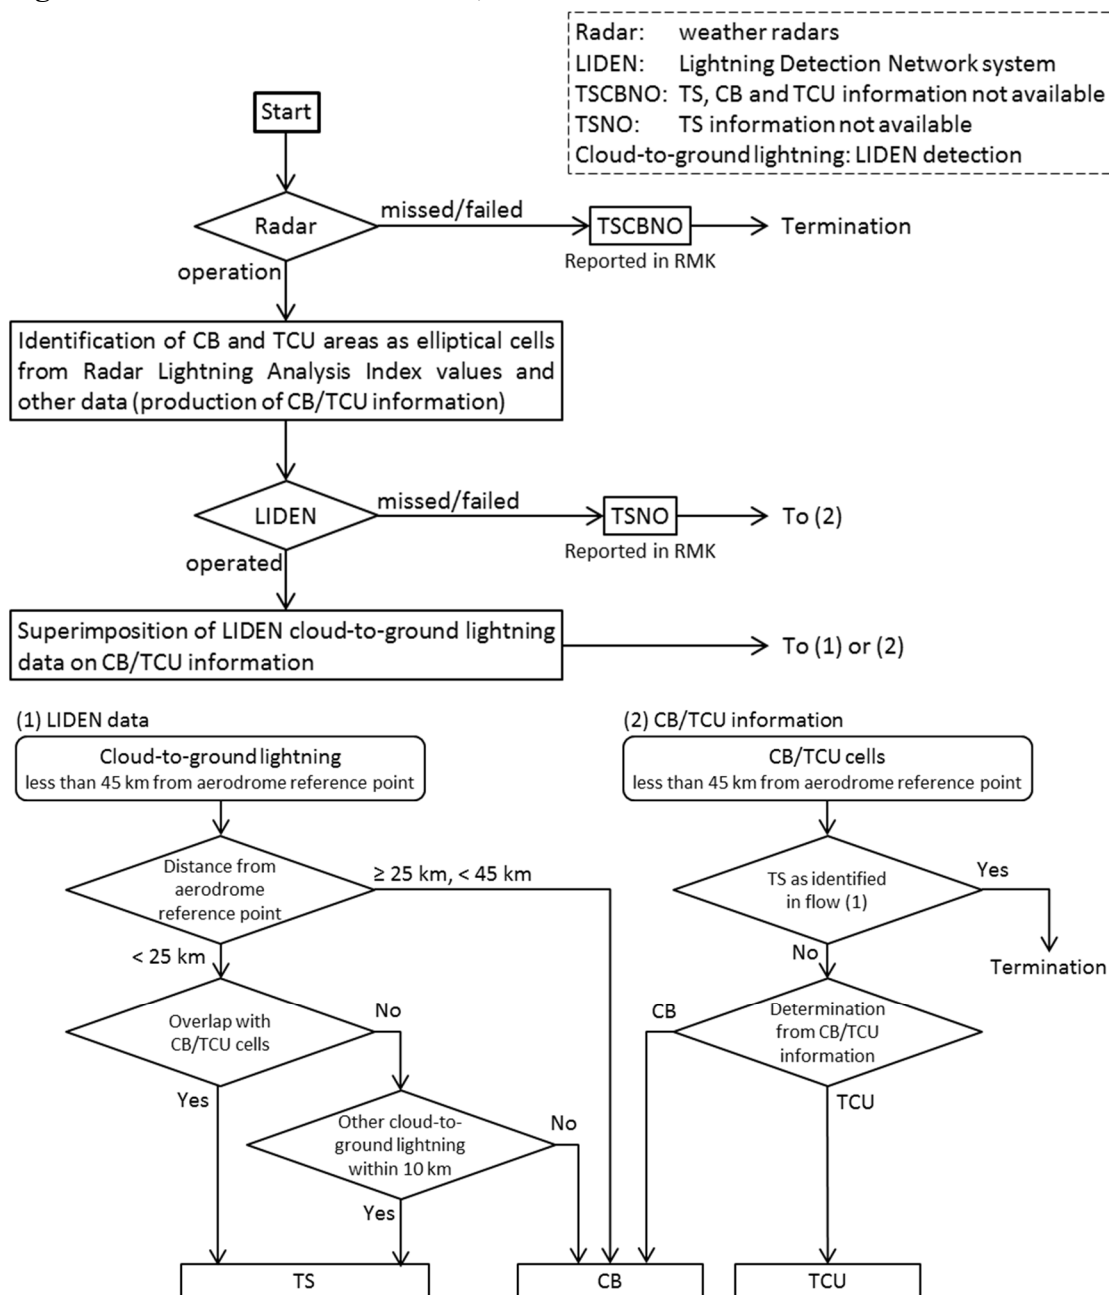 Radar: weather radars
LIDEN: Lightning Detection Network system
TSCBNO: TS, CB and TCU information not available
TSNO: TS information not available
Cloud-to-ground lightning: LIDEN detection
Start
Radar
missed/failed
TSCBNO
Termination
Reported in RMK
operation
Identification of CB and TCU areas as elliptical cells
from Radar Lightning Analysis Index values and
other data (production of CB/TCU information)
LIDEN
missed/failed
TSNO
To (2)
Reported in RMK
operated
Superimposition of LIDEN cloud-to-ground lightning
data on CB/TCU information
To (1) or (2)
(1) LIDEN data
Cloud-to-ground lightning
less than 45 km from aerodrome reference point
Distance from
aerodrome
reference point
≥ 25 km, < 45 km
< 25 km
Overlap with
CB/TCU cells
No
Yes
Other cloud-to-
ground lightning
within 10 km
No
Yes
TS
CB
(2) CB/TCU information
CB/TCU cells
less than 45 km from aerodrome reference point
TS as identified
in flow (1)
Yes
Termination
No
Determination
from CB/TCU
information
CB
TCU
TCU